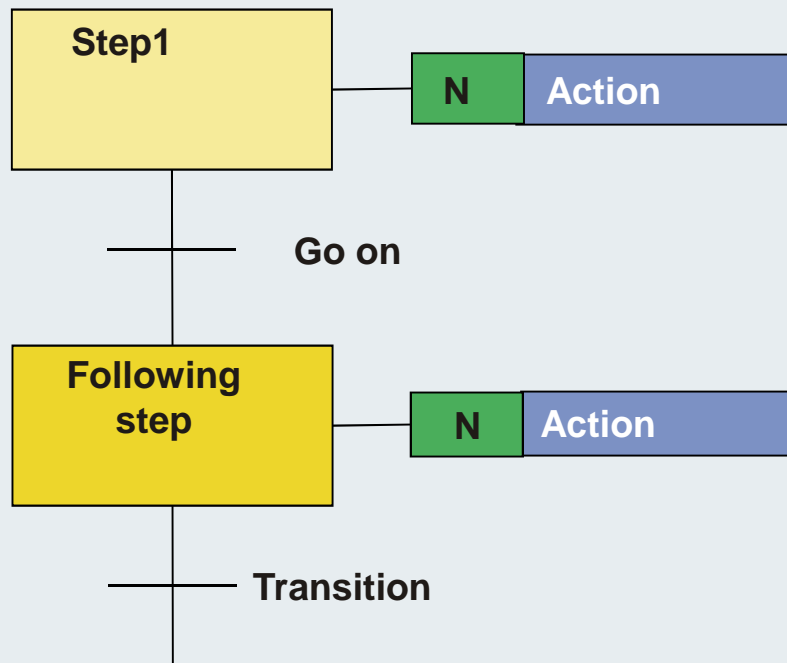 Step1
N Action
Go on
Following
step
N Action
Transition